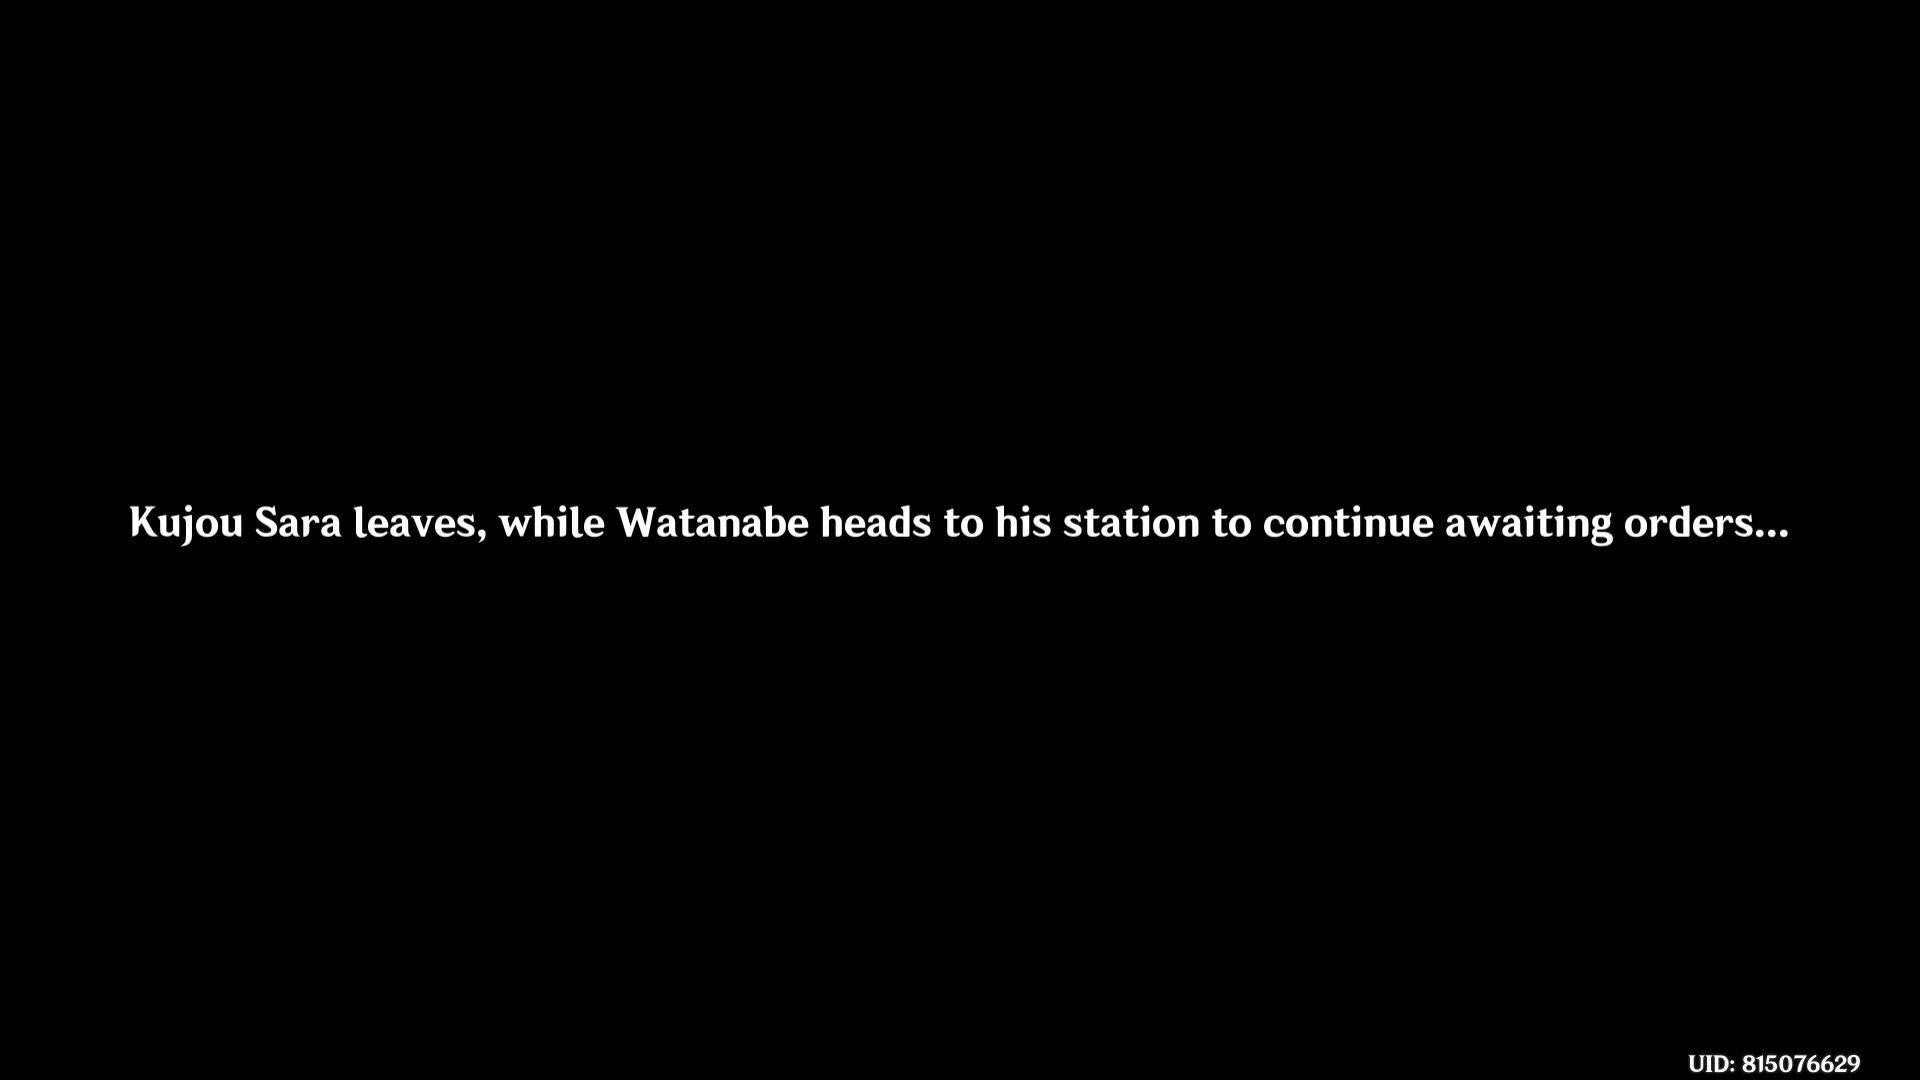 Kujou Sara leaves, while Watanabe heads to his station to continue awaiting orders...
UID: 815076629